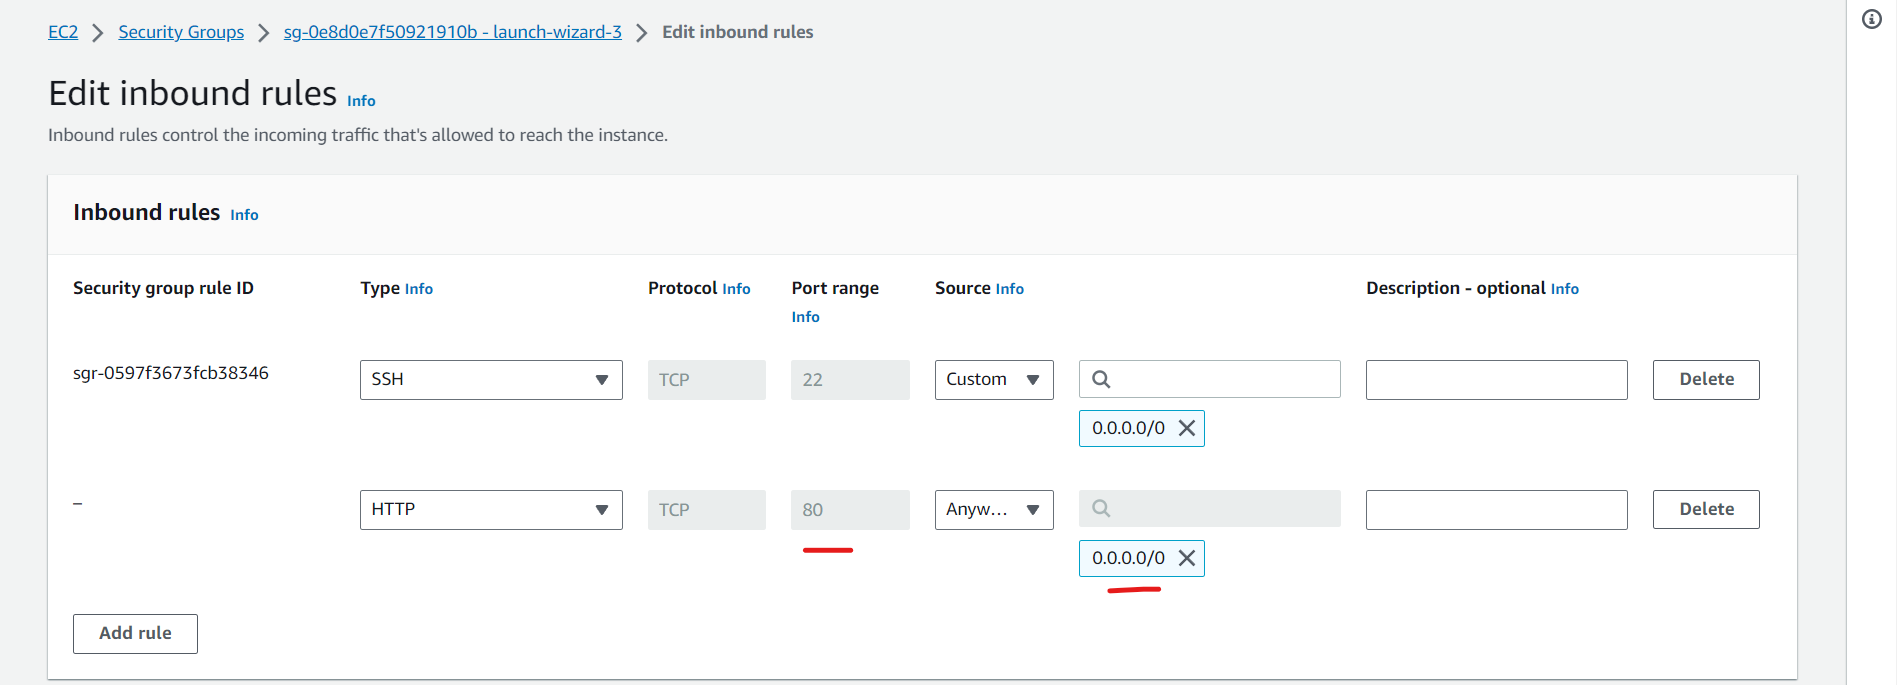 EC2 > Security Groups > sg-0e8d0e7f50921910b - launch-wizard-3 > Edit inbound rules
Edit inbound rules Info
Inbound rules control the incoming traffic that's allowed to reach the instance.
Inbound rules Info
Security group rule ID Type Info Protocol Info Port range Info Source Info Description - optional Info
sgr-0597f3673fcb38346 SSH TCP 22 Custom Delete
0.0.0.0/0
– HTTP TCP 80 Anyw... Delete
0.0.0.0/0
Add rule